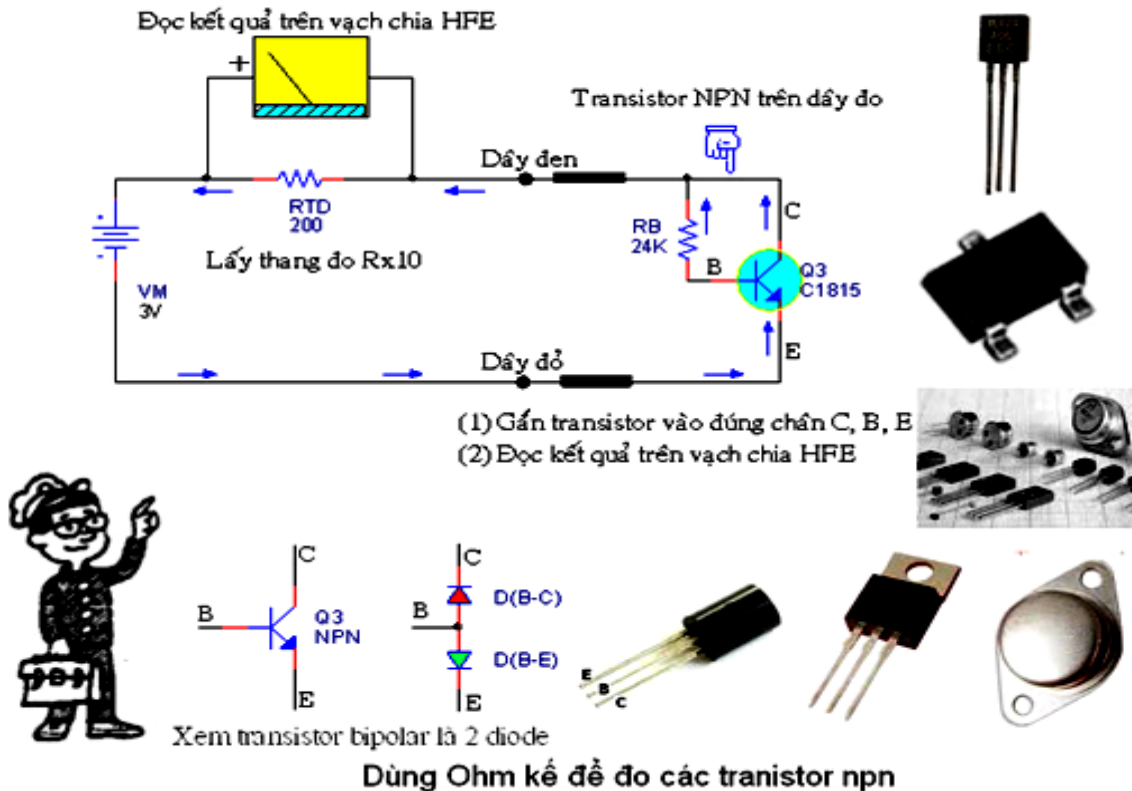 Đọc kết quả trên vạch chia HFE
+
Transistor NPN trên dây đo
Dây đen
RTD
200
C
RB
24K
Lấy thang đo Rx10
B
Q3
C1815
VM
3V
E
Dây đỏ
(1) Gắn transistor vào đúng chân C, B, E
(2) Đọc kết quả trên vạch chia HFE
C
C
B
Q3
NPN
B
D(B-C)
D(B-E)
E
E
E
B
C
Xem transistor bipolar là 2 diode
Dùng Ohm kế để đo các tranistor npn